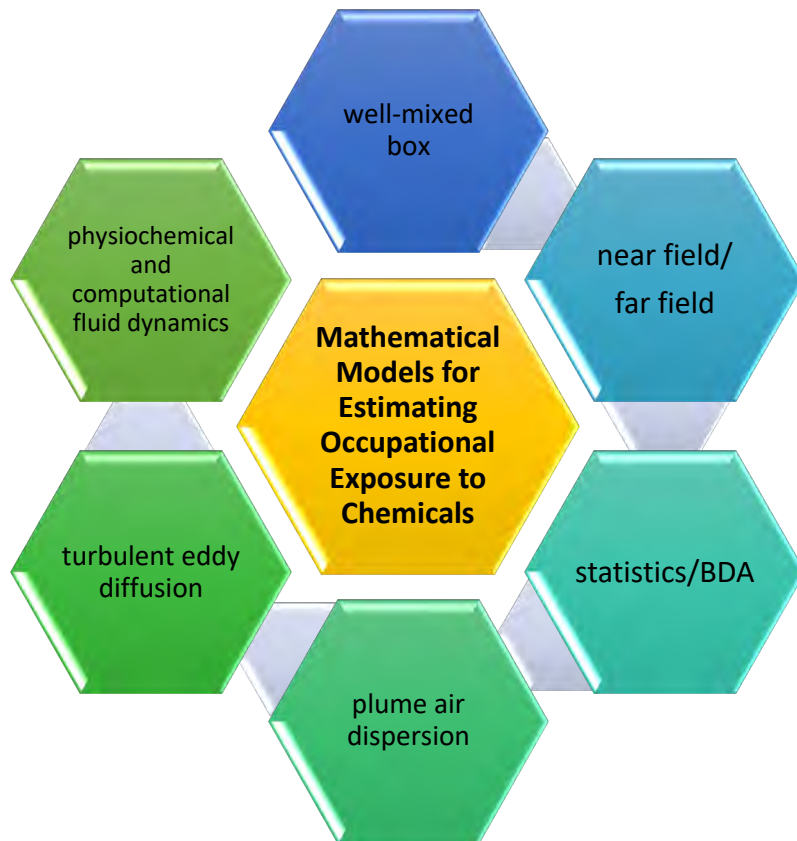 well-mixed
box
near field/
far field
statistics/BDA
plume air
dispersion
turbulent eddy
diffusion
physiochemical
and
computational
fluid dynamics
Mathematical
Models for
Estimating
Occupational
Exposure to
Chemicals